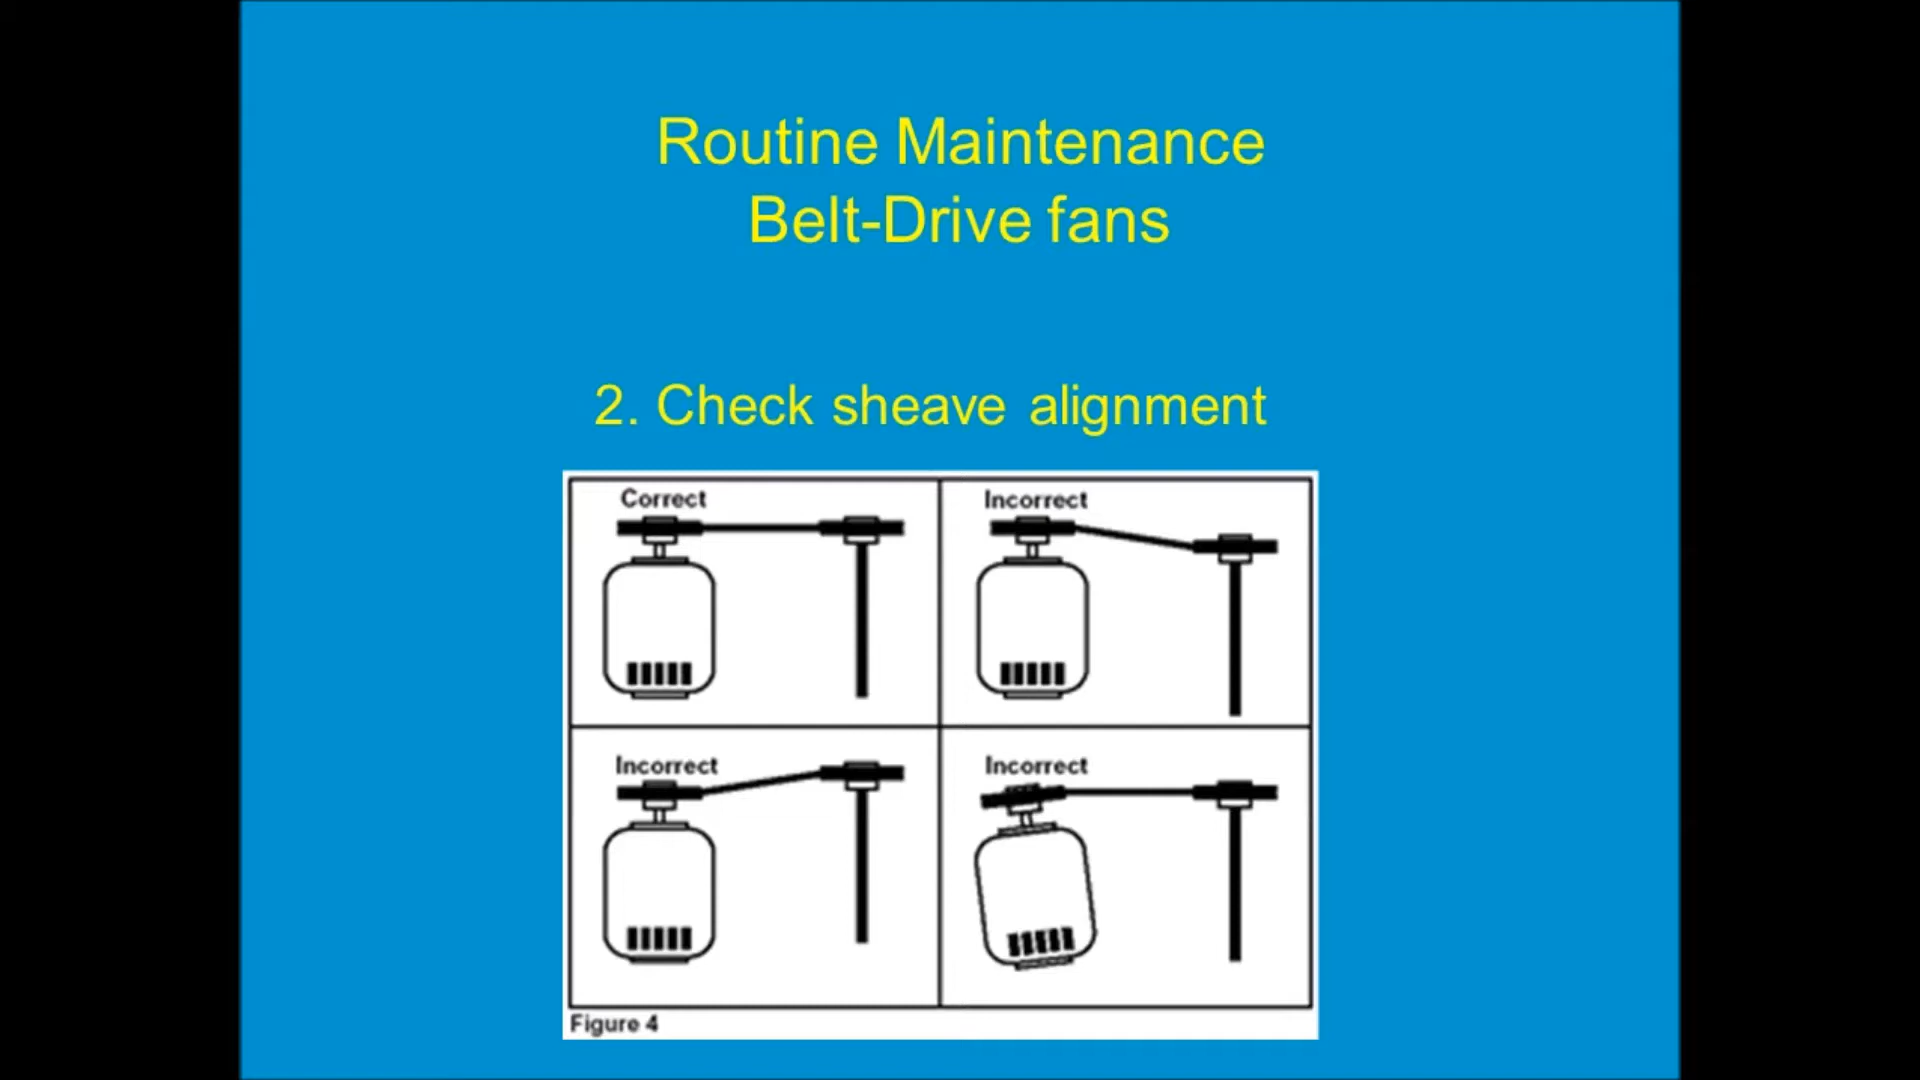 Routine Maintenance
Belt-Drive fans
2. Check sheave alignment
Correct
Incorrect
Incorrect
Incorrect
Figure 4